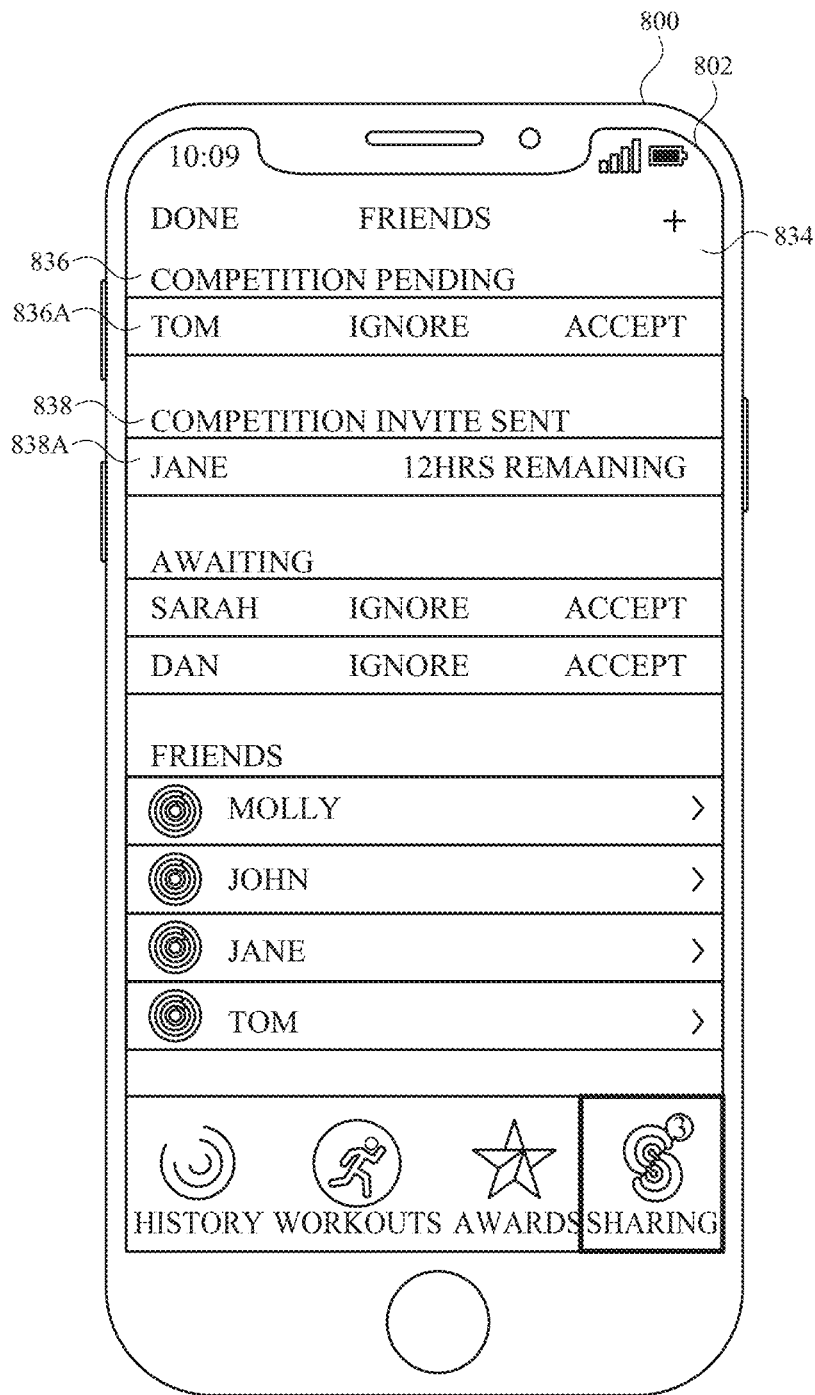 800
802
10:09
DONE FRIENDS +
834
836
COMPETITION PENDING
836A
TOM IGNORE ACCEPT
838
COMPETITION INVITE SENT
838A
JANE 12HRS REMAINING
AWAITING
SARAH IGNORE ACCEPT
DAN IGNORE ACCEPT
FRIENDS
MOLLY >
JOHN >
JANE >
TOM >
3
HISTORY WORKOUTS AWARDS SHARING